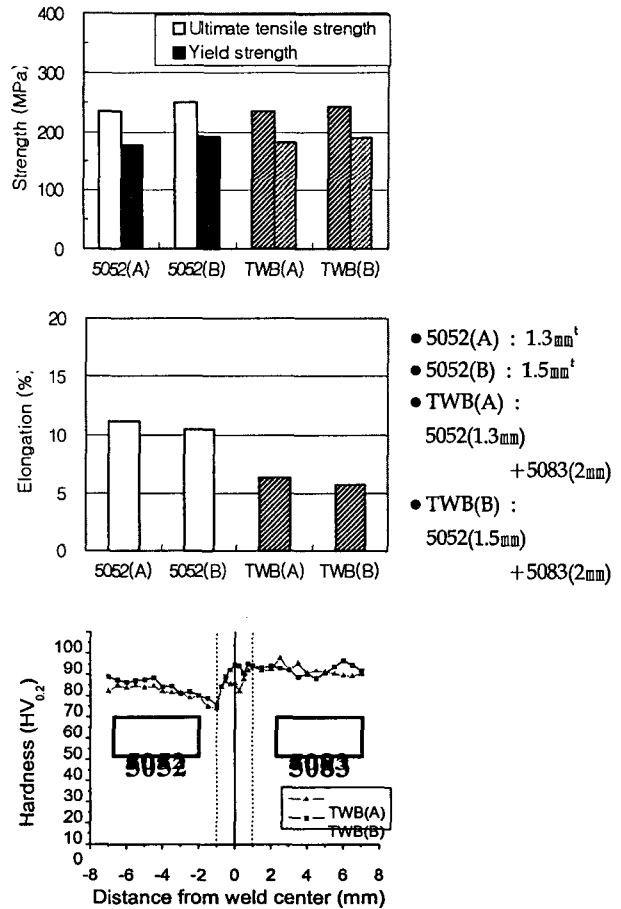 □ Ultimate tensile strength
■ Yield strength
Strength (MPa)
400
300
200
100
0
5052(A) 5052(B) TWB(A) TWB(B)
Elongation (%)
20
15
10
5
0
5052(A) 5052(B) TWB(A) TWB(B)
● 5052(A) : 1.3㎜ᵗ
● 5052(B) : 1.5㎜ᵗ
● TWB(A) :
5052(1.3㎜)
+5083(2㎜)
● TWB(B) :
5052(1.5㎜)
+5083(2㎜)
Hardness (HV0.2)
100
90
80
70
60
50
40
30
20
10
0
5052
5083
TWB(A)
TWB(B)
-8 -6 -4 -2 0 2 4 6 8
Distance from weld center (mm)